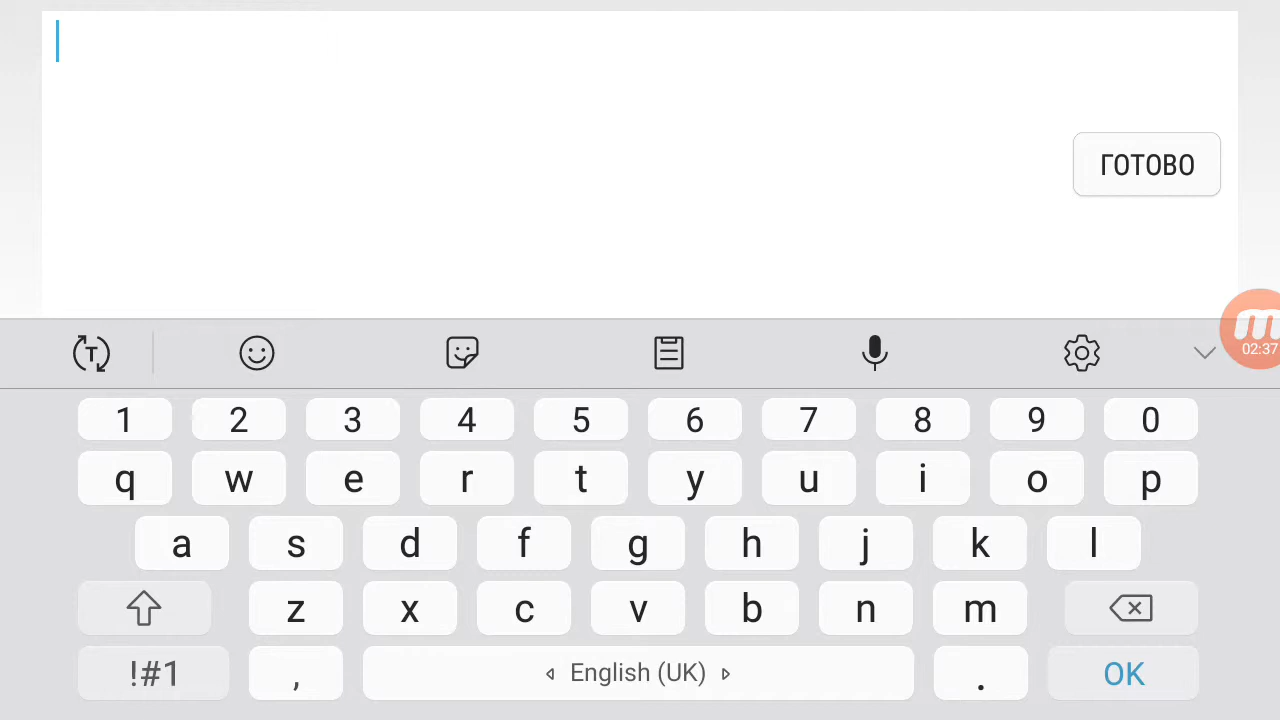 ГОТОВО
T
m
02:37
1 2 3 4 5 6 7 8 9 0
q w e r t y u i o p
a s d f g h j k l
z x c v b n m
!#1 , English (UK) . OK